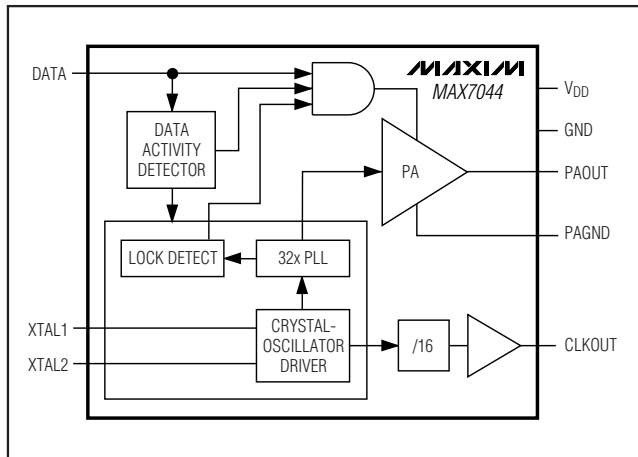 DATA
MAXIM
MAX7044
VDD
GND
DATA
ACTIVITY
DETECTOR
PA
PAOUT
PAGND
LOCK DETECT
32x PLL
XTAL1
XTAL2
CRYSTAL-
OSCILLATOR
DRIVER
/16
CLKOUT